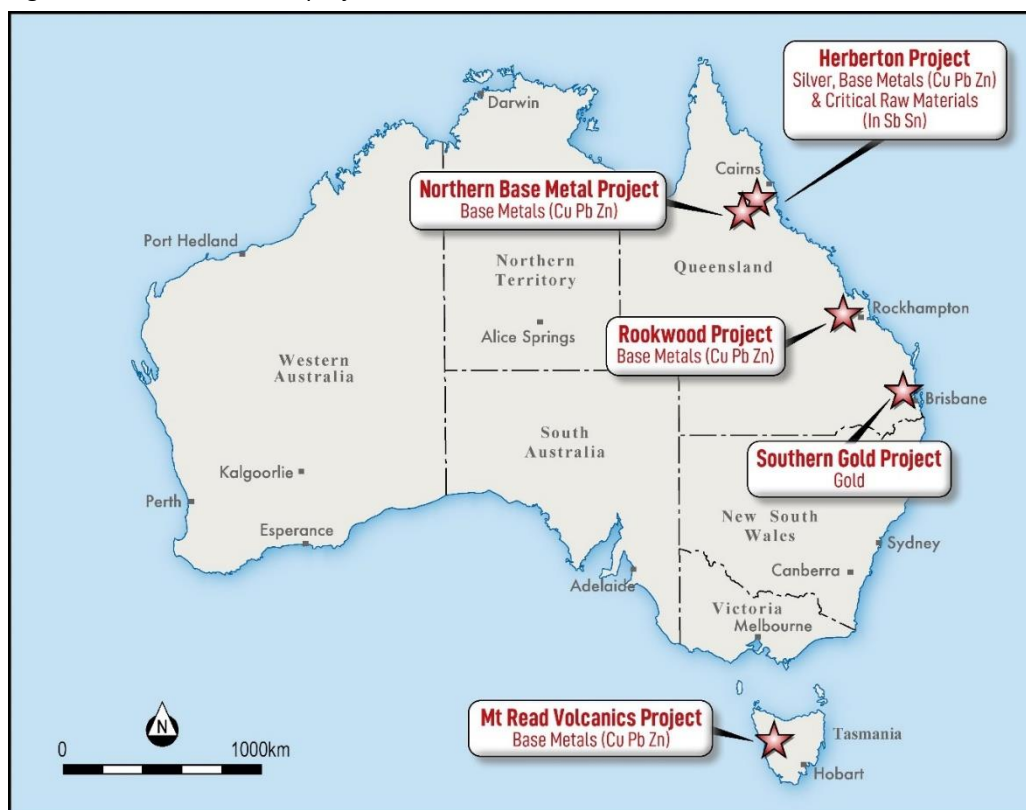 Herberton Project
Silver, Base Metals (Cu Pb Zn)
& Critical Raw Materials
(In Sb Sn)
Darwin
Cairns
Northern Base Metal Project
Base Metals (Cu Pb Zn)
Port Hedland
Northern
Territory
Queensland
Rockhampton
Alice Springs
Rookwood Project
Base Metals (Cu Pb Zn)
Western
Australia
Brisbane
South
Australia
Southern Gold Project
Gold
Kalgoorlie
Perth
New South
Wales
Esperance
Sydney
Adelaide
Canberra
Victoria
Melbourne
Mt Read Volcanics Project
Base Metals (Cu Pb Zn)
Tasmania
Hobart
N
0 1000km